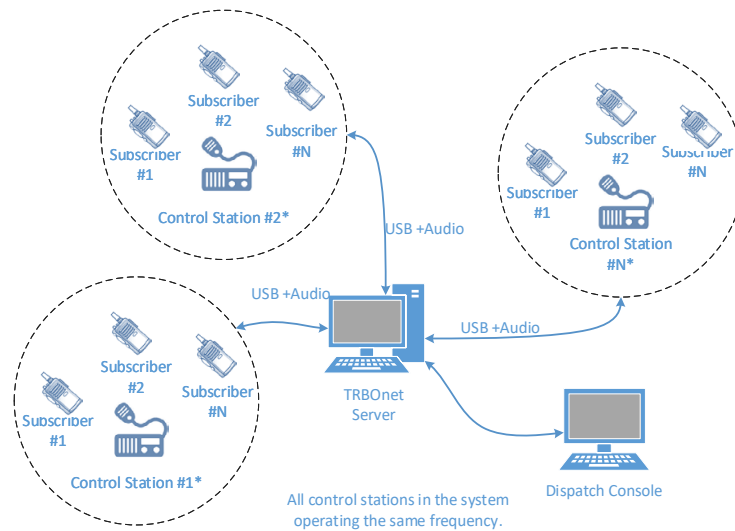 Subscriber
#2
Subscriber
#1
Subscriber
#N
Control Station #2*
Subscriber
#2
Subscriber
#N
Subscriber
#1
Control Station
#N*
USB +Audio
USB +Audio
USB +Audio
Subscriber
#2
Subscriber
#N
Subscriber
#1
Control Station #1*
TRBOnet
Server
Dispatch Console
All control stations in the system
operating the same frequency.